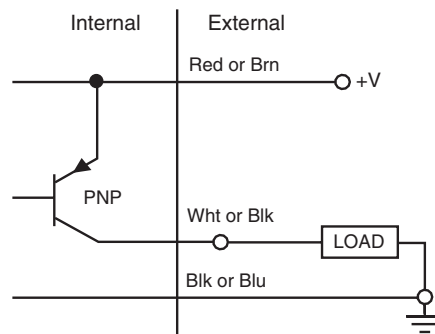 Internal External
Red or Brn
+V
PNP
Wht or Blk
LOAD
Blk or Blu